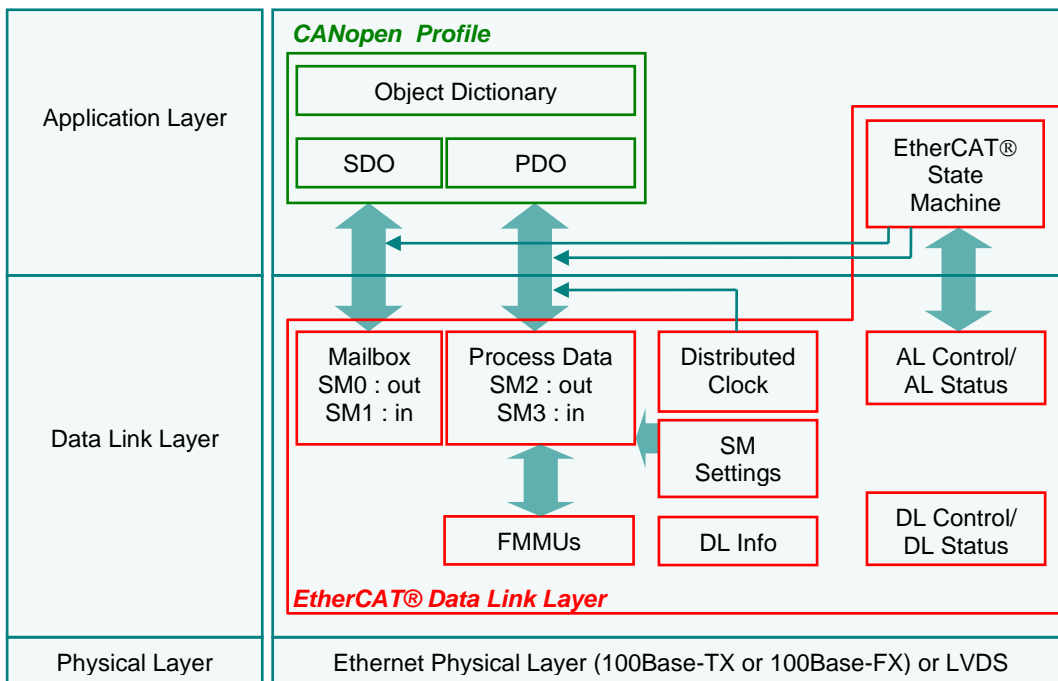 CANopen Profile
Object Dictionary
Application Layer
SDO
PDO
EtherCAT®
State
Machine
Mailbox
SM0 : out
SM1 : in
Process Data
SM2 : out
SM3 : in
Distributed
Clock
AL Control/
AL Status
Data Link Layer
SM
Settings
FMMUs
DL Info
DL Control/
DL Status
EtherCAT® Data Link Layer
Physical Layer
Ethernet Physical Layer (100Base-TX or 100Base-FX) or LVDS